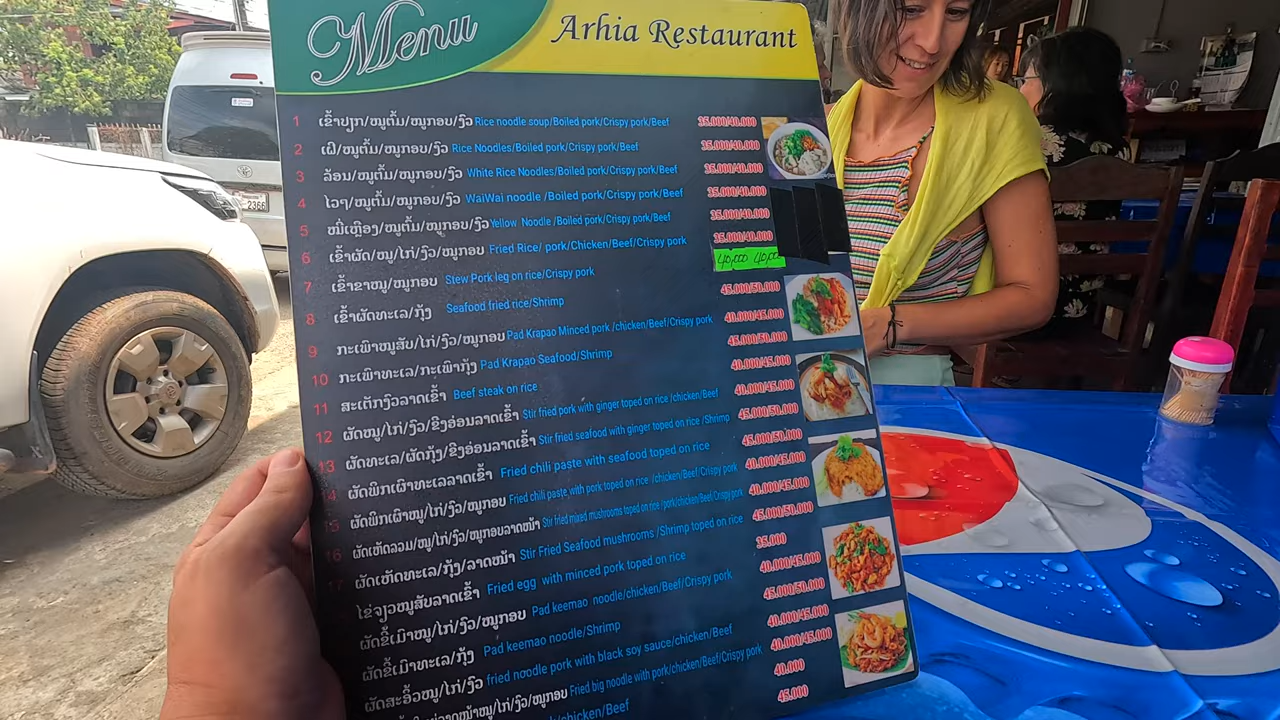 Menu
Arhia Restaurant
1 ເຂົ້າປຽກ/ໝູຕົ້ມ/ໝູກອບ/ງົວ Rice noodle soup/Boiled pork/Crispy pork/Beef 35.000/40.000
2 ເຝີ/ໝູຕົ້ມ/ໝູກອບ/ງົວ Rice Noodles/Boiled pork/Crispy pork/Beef 35.000/40.000
3 ລ້ອນ/ໝູຕົ້ມ/ໝູກອບ/ງົວ White Rice Noodles/Boiled pork/Crispy pork/Beef 35.000/40.000
4 ໄວາ/ໝູຕົ້ມ/ໝູກອບ/ງົວ WaiWai noodle /Boiled pork/Crispy pork/Beef 35.000/40.000
5 ໝີ່ເຫຼືອງ/ໝູຕົ້ມ/ໝູກອບ/ງົວ Yellow Noodle /Boiled pork/Crispy pork/Beef 35.000/40.000
6 ເຂົ້າຜັດ/ໝູ/ໄກ່/ງົວ/ໝູກອບ Fried Rice/ pork/Chicken/Beef/Crispy pork 35.000/40.000
40,000
7 ເຂົ້າຂາໝູ/ໝູກອບ Stew Pork leg on rice/Crispy pork
8 ເຂົ້າຜັດທະເລ/ກຸ້ງ Seafood fried rice/Shrimp 45.000/50.000
9 ກະເພົາໝູສັບ/ໄກ່/ງົວ/ໝູກອບ Pad Krapao Minced pork /chicken/Beef/Crispy pork 40.000/45.000
10 ກະເພົາທະເລ/ກະເພົາກຸ້ງ Pad Krapao Seafood/Shrimp 45.000/50.000
11 ສະເຕັກງົວລາດເຂົ້າ Beef steak on rice 40.000/45.000
12 ຜັດໝູ/ໄກ່/ງົວ/ຂີງອ່ອນລາດເຂົ້າ Stir fried pork with ginger toped on rice /chicken/Beef 40.000/45.000
13 ຜັດທະເລ/ຜັດກຸ້ງ/ຂີງອ່ອນລາດເຂົ້າ Stir fried seafood with ginger toped on rice /Shrimp 45.000/50.000
ຜັດພິກເຜົາທະເລລາດເຂົ້າ Fried chili paste with seafood toped on rice 45.000/50.000
15 ຜັດພິກເຜົາໝູ/ໄກ່/ງົວ/ໝູກອບ Fried chili paste with pork toped on rice /chicken/Beef/Crispy pork 40.000/45.000
16 ຜັດເຫັດລວມ/ໝູ/ໄກ່/ງົວ/ໝູກອບລາດໜ້າ Stir fried mixed mushrooms toped on rice /pork/chicken/Beef/Crispy pork 40.000/45.000
17 ຜັດເຫັດທະເລ/ກຸ້ງ/ລາດໜ້າ Stir Fried Seafood mushrooms /Shrimp toped on rice 45.000/50.000
ໄຂ່ຈຽວໝູສັບລາດເຂົ້າ Fried egg with minced pork toped on rice 35.000
ຜັດຂີ້ເມົາໝູ/ໄກ່/ງົວ/ໝູກອບ Pad keemao noodle/chicken/Beef/Crispy pork 40.000/45.000
ຜັດຂີ້ເມົາທະເລ/ກຸ້ງ Pad keemao noodle/Shrimp 45.000/50.000
ຜັດສະອີ້ວໝູ/ໄກ່/ງົວ fried noodle pork with black soy sauce/chicken/Beef 40.000/45.000
Fried big noodle with pork/chicken/Beef/Crispy pork 40.000/45.000
/chicken/Beef 40.000
45.000